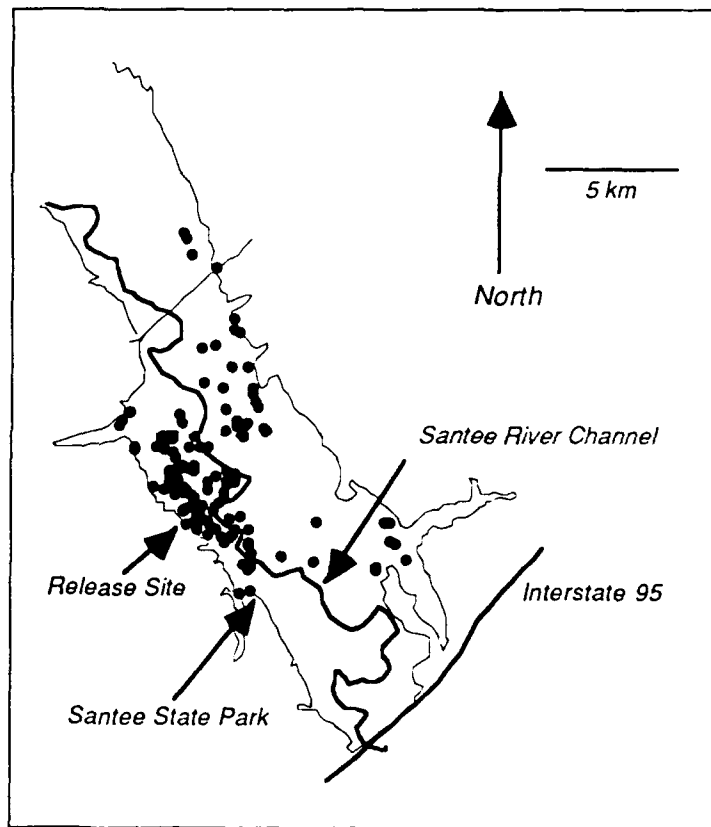 5 km
North
Santee River Channel
Release Site
Interstate 95
Santee State Park